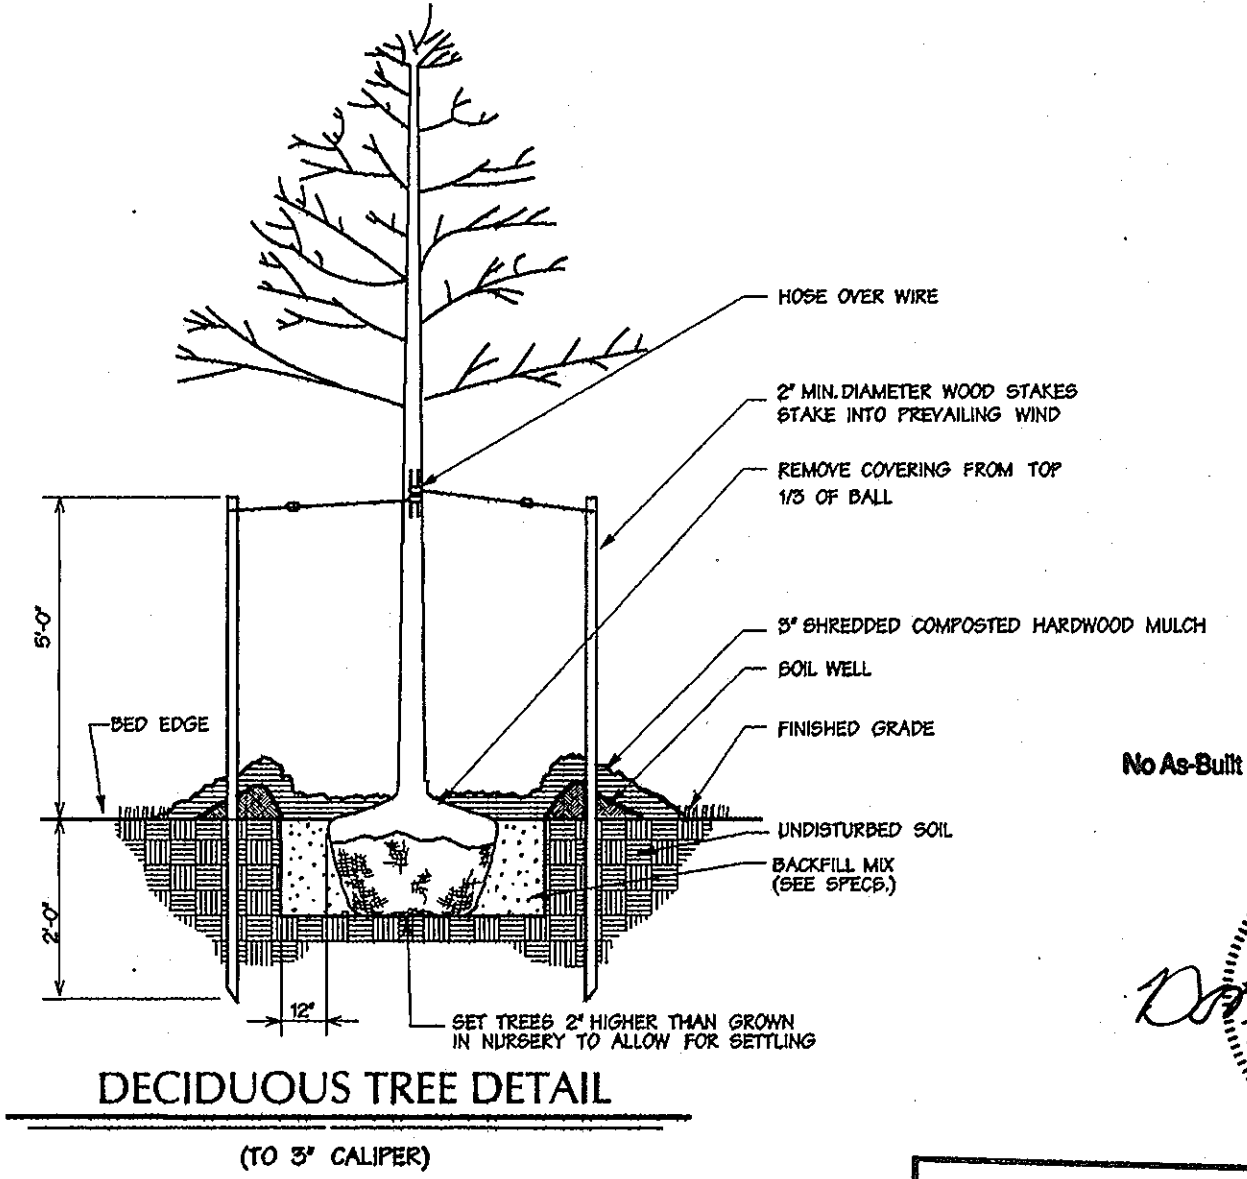 HOSE OVER WIRE
2" MIN. DIAMETER WOOD STAKES
STAKE INTO PREVAILING WIND
REMOVE COVERING FROM TOP
1/3 OF BALL
5'-0"
3" SHREDDED COMPOSTED HARDWOOD MULCH
SOIL WELL
BED EDGE
FINISHED GRADE
No As-Built
UNDISTURBED SOIL
BACKFILL MIX
(SEE SPECS.)
2'-0"
12"
SET TREES 2" HIGHER THAN GROWN
IN NURSERY TO ALLOW FOR SETTLING
DECIDUOUS TREE DETAIL
(TO 3" CALIPER)